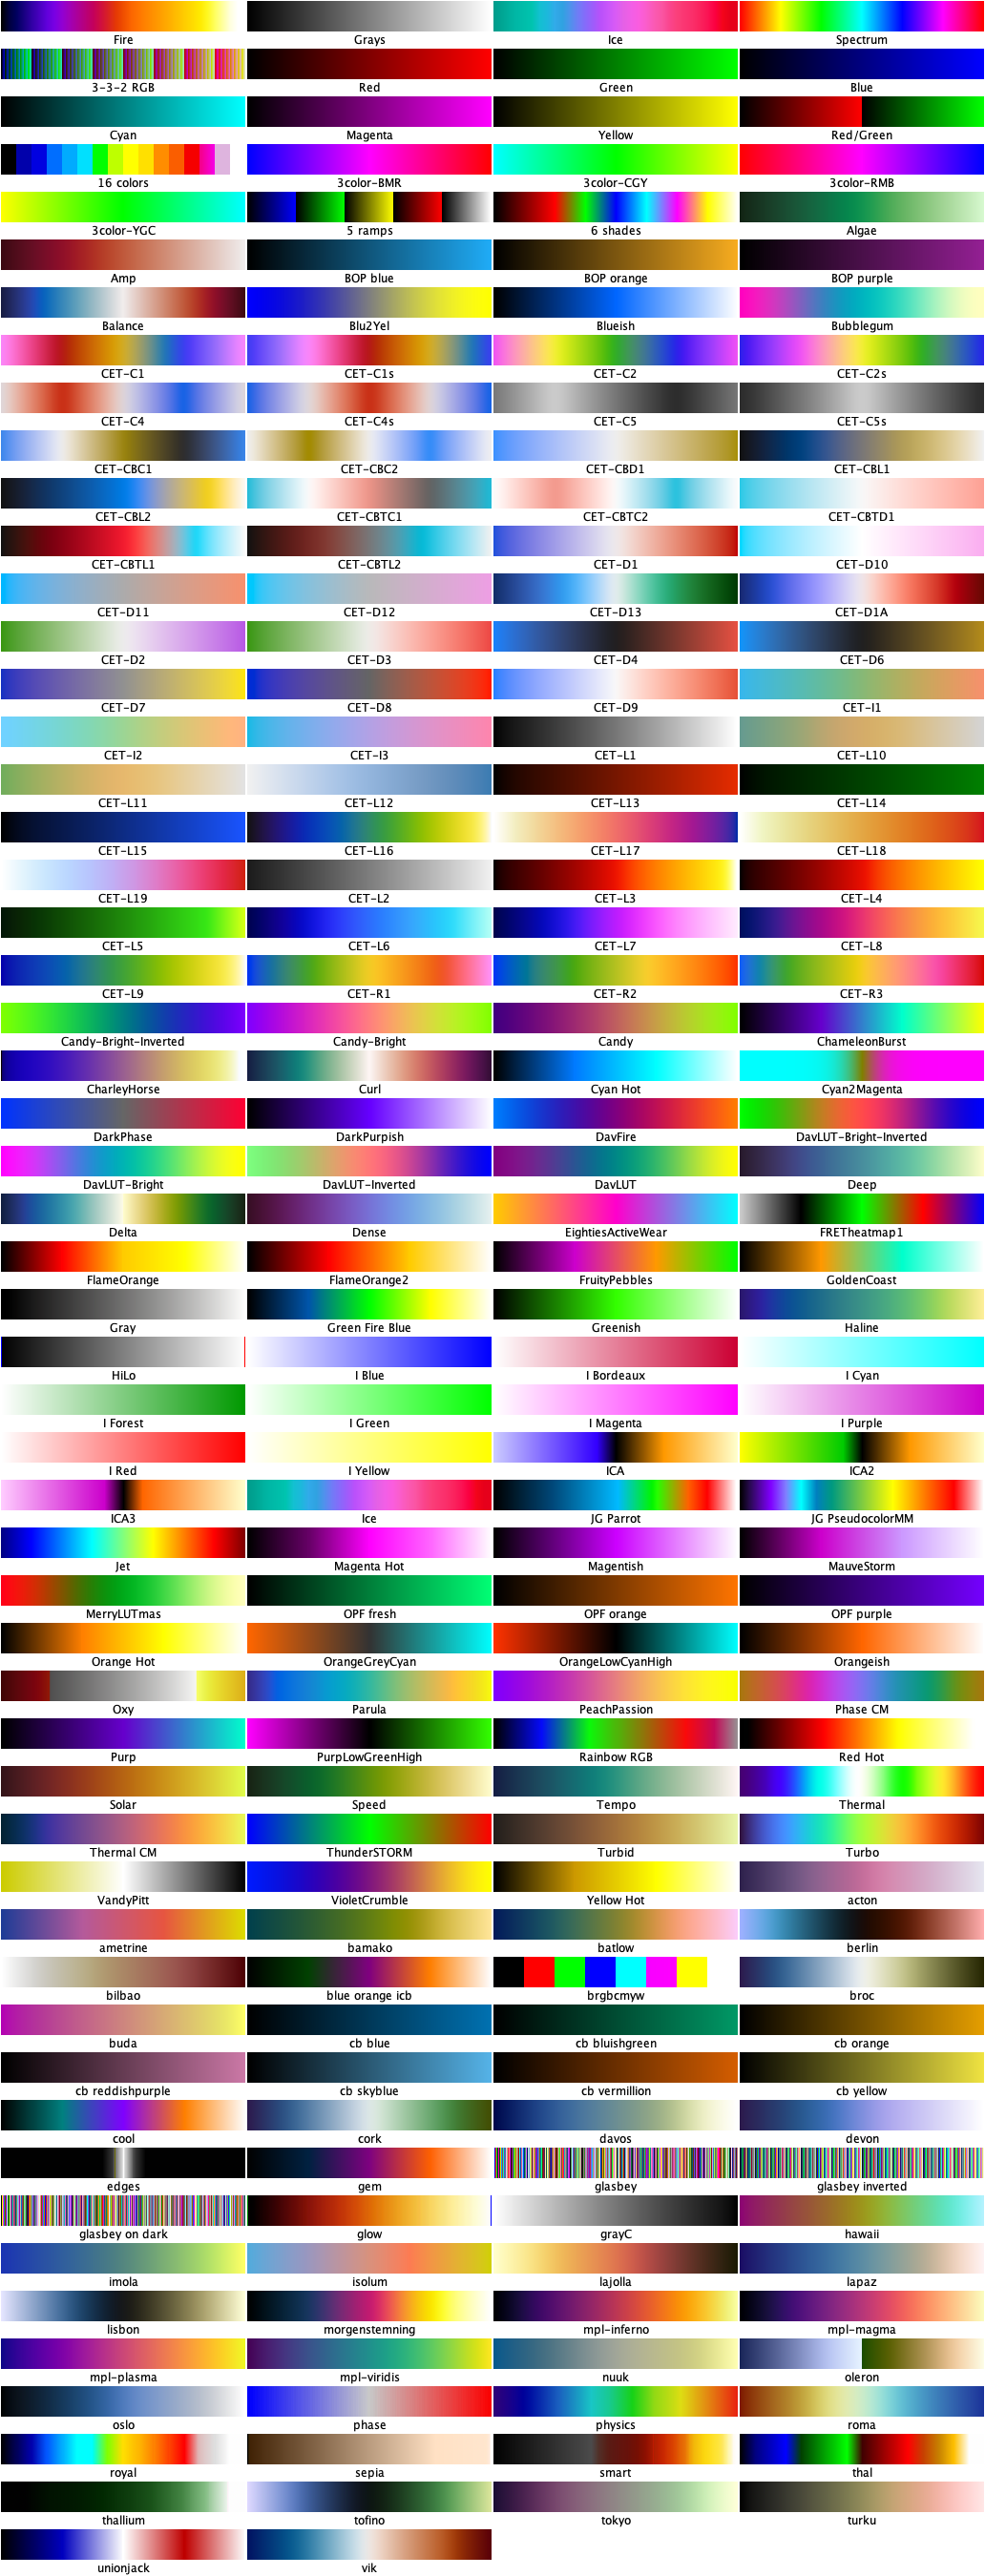 Fire Grays Ice Spectrum
3-3-2 RGB Red Green Blue
Cyan Magenta Yellow Red/Green
16 colors 3color-BMR 3color-CGY 3color-RMB
3color-YGC 5 ramps 6 shades Algae
Amp BOP blue BOP orange BOP purple
Balance Blu2Yel Blueish Bubblegum
CET-C1 CET-C1s CET-C2 CET-C2s
CET-C4 CET-C4s CET-C5 CET-C5s
CET-CBC1 CET-CBC2 CET-CBD1 CET-CBL1
CET-CBL2 CET-CBTC1 CET-CBTC2 CET-CBTD1
CET-CBTL1 CET-CBTL2 CET-D1 CET-D10
CET-D11 CET-D12 CET-D13 CET-D1A
CET-D2 CET-D3 CET-D4 CET-D6
CET-D7 CET-D8 CET-D9 CET-I1
CET-I2 CET-I3 CET-L1 CET-L10
CET-L11 CET-L12 CET-L13 CET-L14
CET-L15 CET-L16 CET-L17 CET-L18
CET-L19 CET-L2 CET-L3 CET-L4
CET-L5 CET-L6 CET-L7 CET-L8
CET-L9 CET-R1 CET-R2 CET-R3
Candy-Bright-Inverted Candy-Bright Candy ChameleonBurst
CharleyHorse Curl Cyan Hot Cyan2Magenta
DarkPhase DarkPurpish DavFire DavLUT-Bright-Inverted
DavLUT-Bright DavLUT-Inverted DavLUT Deep
Delta Dense EightiesActiveWear FRETheatmap1
FlameOrange FlameOrange2 FruityPebbles GoldenCoast
Gray Green Fire Blue Greenish Haline
HiLo I Blue I Bordeaux I Cyan
I Forest I Green I Magenta I Purple
I Red I Yellow ICA ICA2
ICA3 Ice JG Parrot JG PseudocolorMM
Jet Magenta Hot Magentish MauveStorm
MerryLUTmas OPF fresh OPF orange OPF purple
Orange Hot OrangeGreyCyan OrangeLowCyanHigh Orangeish
Oxy Parula PeachPassion Phase CM
Purp PurpLowGreenHigh Rainbow RGB Red Hot
Solar Speed Tempo Thermal
Thermal CM ThunderSTORM Turbid Turbo
VandyPitt VioletCrumble Yellow Hot acton
ametrine bamako batlow berlin
bilbao blue orange icb brgbcmyw broc
buda cb blue cb bluishgreen cb orange
cb reddishpurple cb skyblue cb vermillion cb yellow
cool cork davos devon
edges gem glasbey glasbey inverted
glasbey on dark glow grayC hawaii
imola isolum lajolla lapaz
lisbon morgenstemning mpl-inferno mpl-magma
mpl-plasma mpl-viridis nuuk oleron
oslo phase physics roma
royal sepia smart thal
thallium tofino tokyo turku
unionjack vik